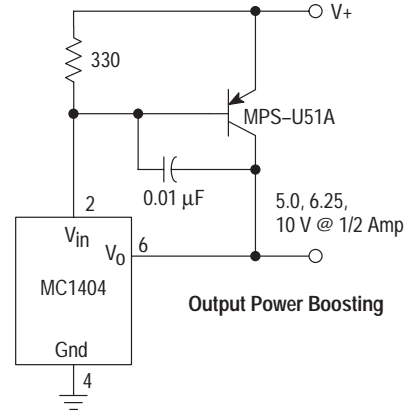 V+
330
MPS–U51A
0.01 μF
5.0, 6.25,
10 V @ 1/2 Amp
2
Vin
Vo
6
MC1404
Output Power Boosting
Gnd
4